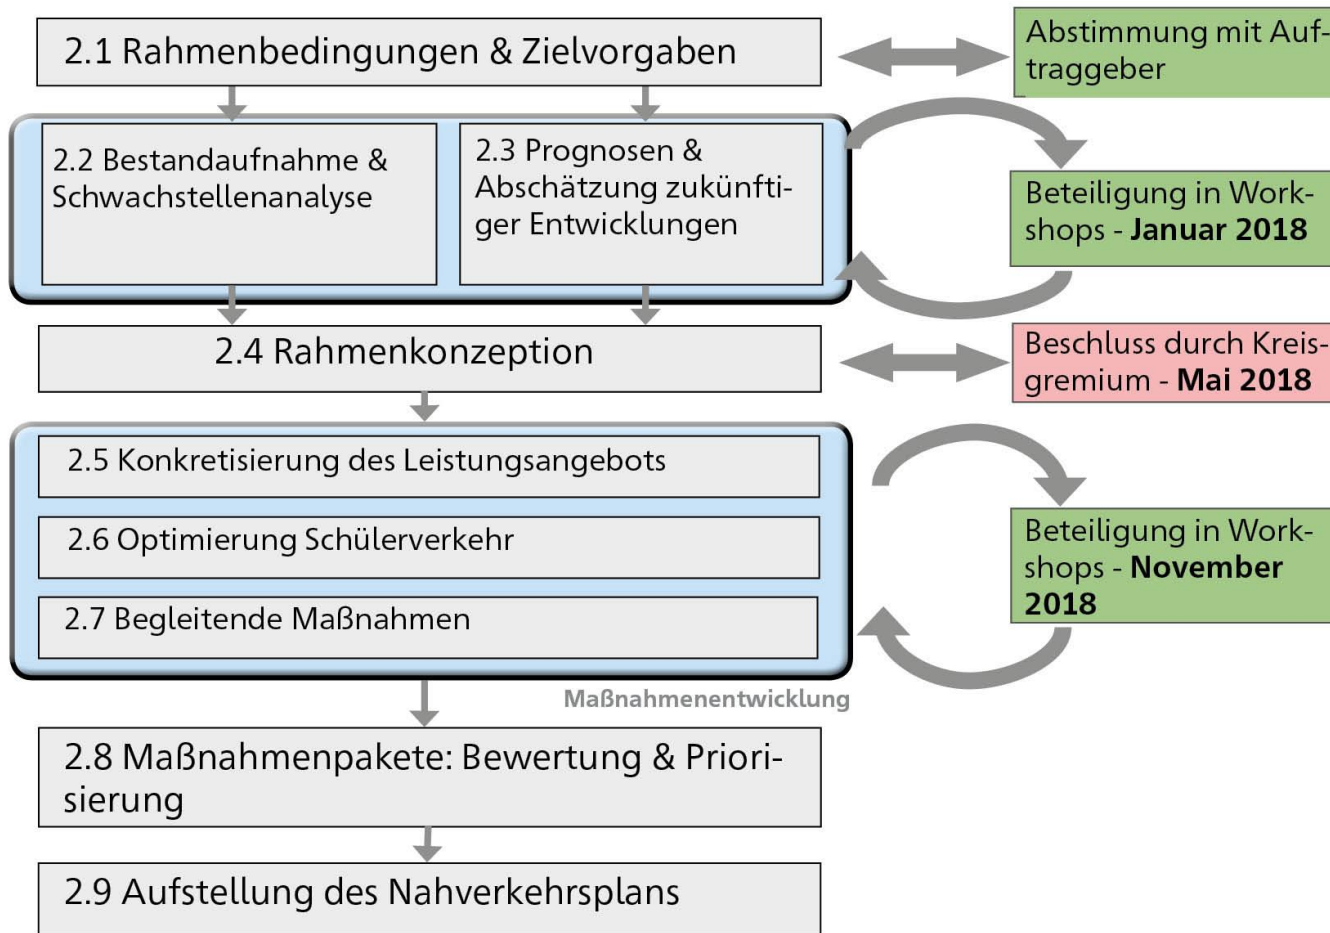 2.1 Rahmenbedingungen & Zielvorgaben
Abstimmung mit Auf-
traggeber
2.2 Bestandaufnahme &
Schwachstellenanalyse
2.3 Prognosen &
Abschätzung zukünfti-
ger Entwicklungen
Beteiligung in Work-
shops - Januar 2018
2.4 Rahmenkonzeption
Beschluss durch Kreis-
gremium - Mai 2018
2.5 Konkretisierung des Leistungsangebots
2.6 Optimierung Schülerverkehr
2.7 Begleitende Maßnahmen
Beteiligung in Work-
shops - November
2018
Maßnahmenentwicklung
2.8 Maßnahmenpakete: Bewertung & Priori-
sierung
2.9 Aufstellung des Nahverkehrsplans